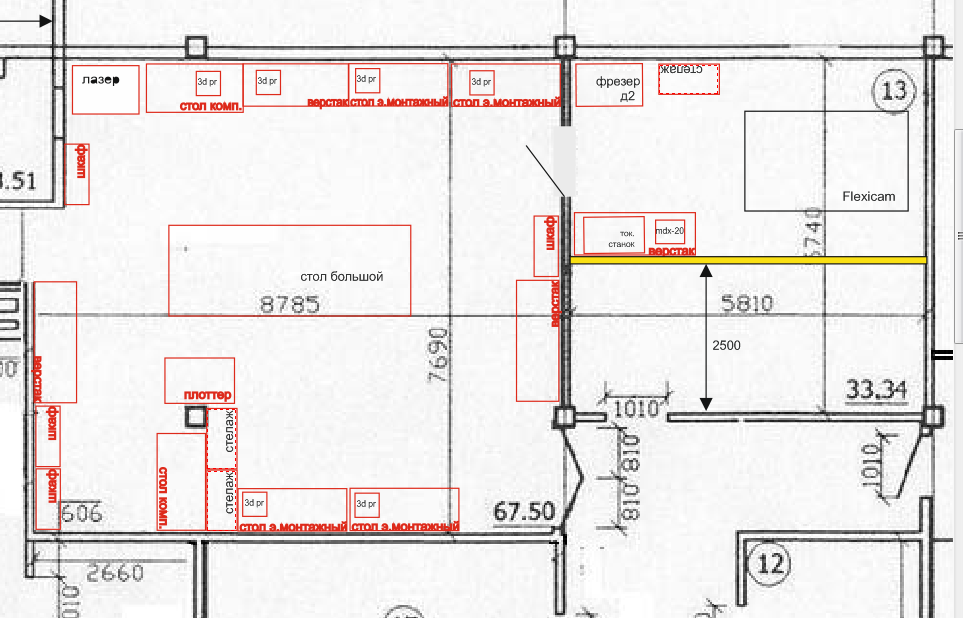 лазер
3d pr
стол комп.
3d pr
верстак
3d pr
стол э.монтажный
3d pr
стол э.монтажный
фрезер
д2
стелаж
13
шкаф
3.51
Flexicam
5740
шкаф
ток.
станок
mdx-20
верстак
стол большой
8785
верстак
5810
2500
7690
верстак
плоттер
33,34
1010
шкаф
стелаж
810
1010
шкаф
стол комп.
стелаж
3d pr
стол э.монтажный
3d pr
стол э.монтажный
67.50
810
606
2660
12